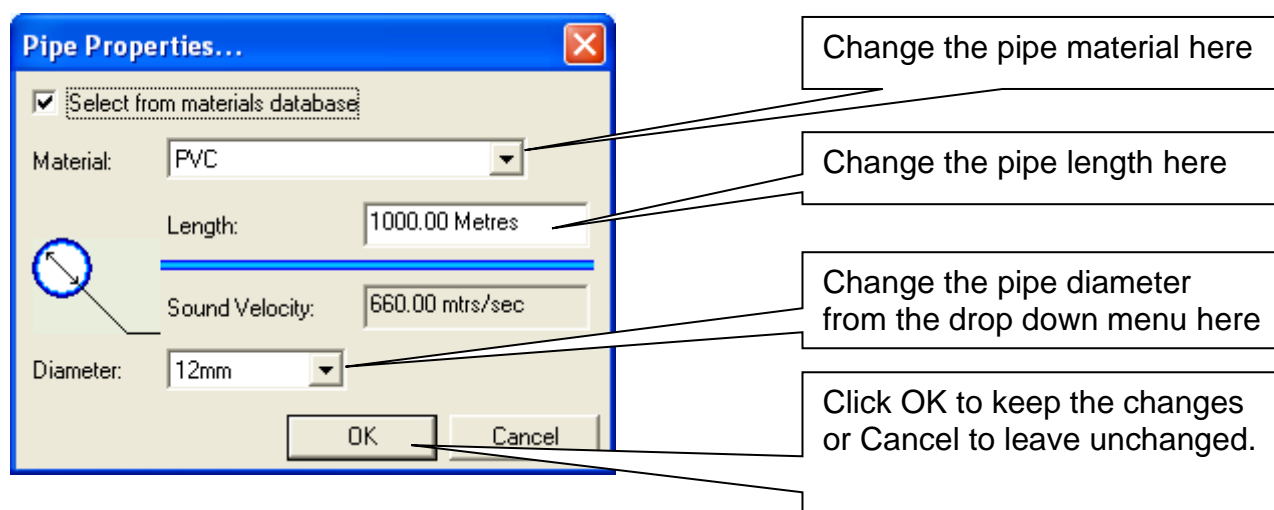 Pipe Properties...
Select from materials database
Material: PVC
Length: 1000.00 Metres
Sound Velocity: 660.00 mtrs/sec
Diameter: 12mm
OK Cancel
Change the pipe material here
Change the pipe length here
Change the pipe diameter
from the drop down menu here
Click OK to keep the changes
or Cancel to leave unchanged.